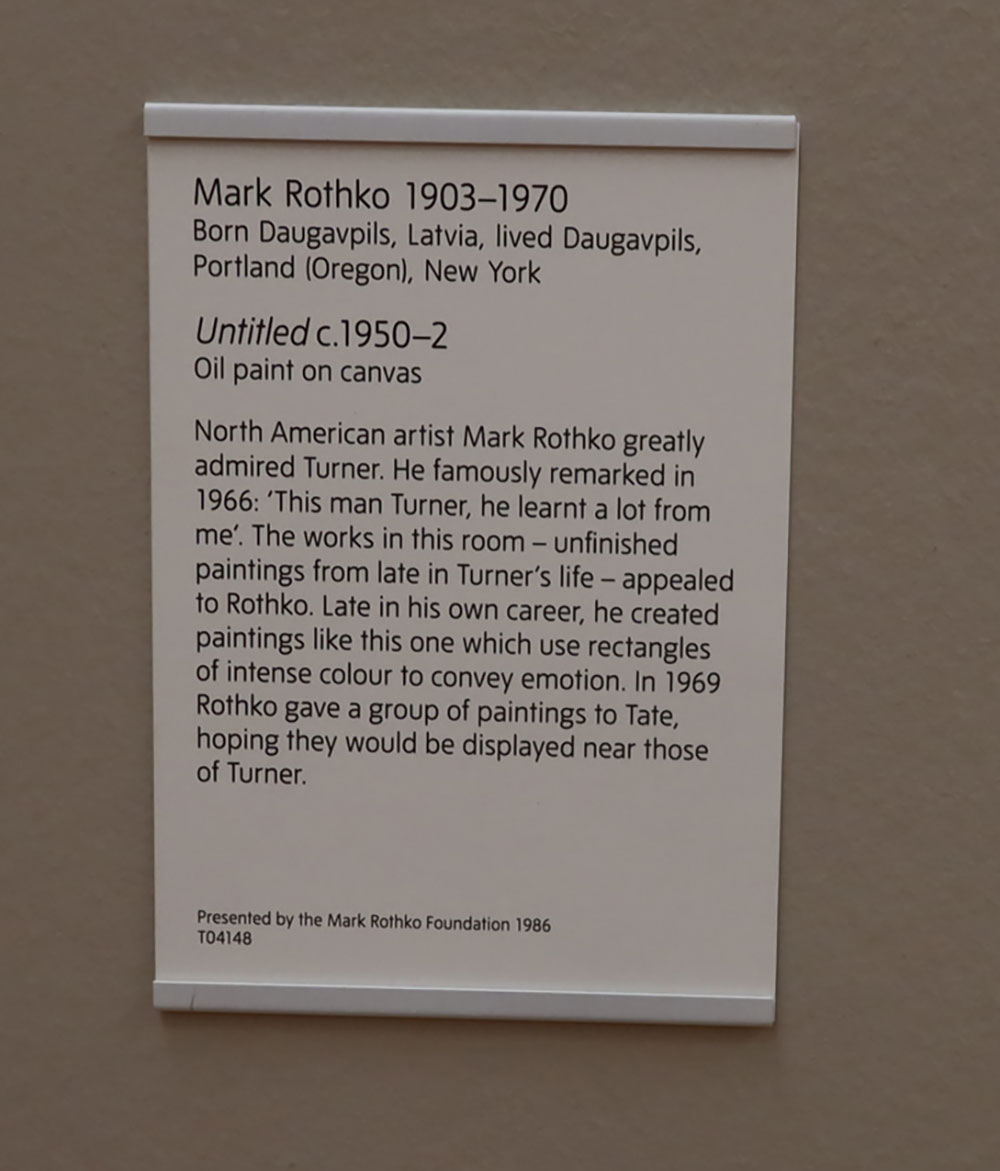 Mark Rothko 1903–1970
Born Daugavpils, Latvia, lived Daugavpils,
Portland (Oregon), New York
Untitled c.1950–2
Oil paint on canvas
North American artist Mark Rothko greatly
admired Turner. He famously remarked in
1966: ‘This man Turner, he learnt a lot from
me’. The works in this room – unfinished
paintings from late in Turner’s life – appealed
to Rothko. Late in his own career, he created
paintings like this one which use rectangles
of intense colour to convey emotion. In 1969
Rothko gave a group of paintings to Tate,
hoping they would be displayed near those
of Turner.
Presented by the Mark Rothko Foundation 1986
T04148